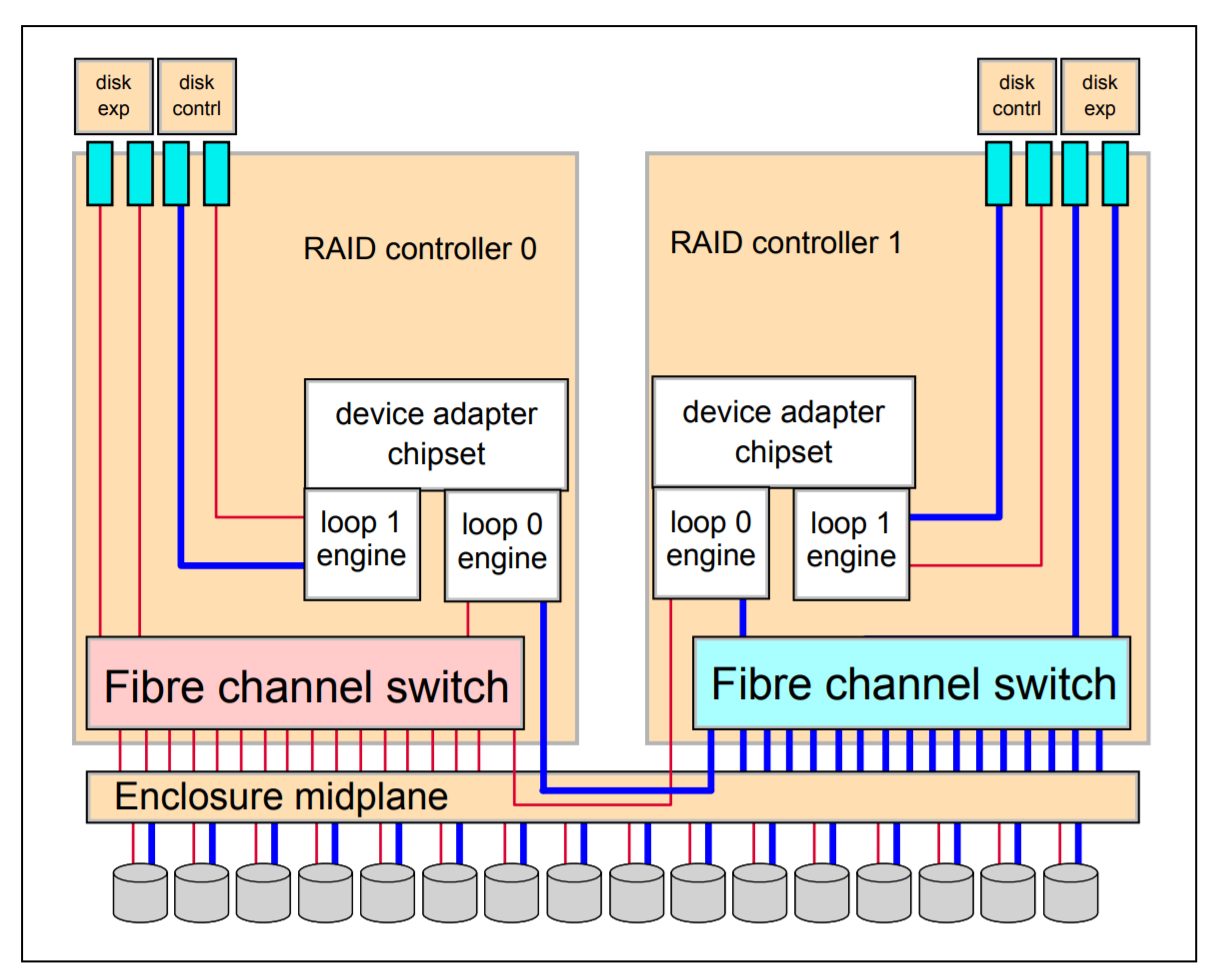 disk
exp
disk
contrl
disk
contrl
disk
exp
RAID controller 0
RAID controller 1
device adapter
chipset
device adapter
chipset
loop 1
engine
loop 0
engine
loop 0
engine
loop 1
engine
Fibre channel switch
Fibre channel switch
Enclosure midplane